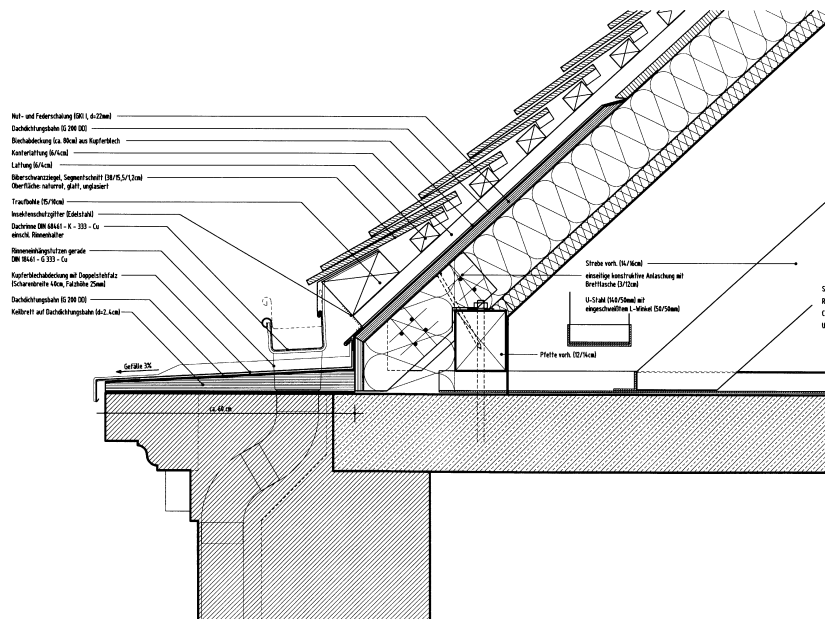 Nut- und Federschalung (GKl I, d=22mm)
Dachdichtungsbahn (G 200 DD)
Blechabdeckung (ca. 80cm) aus Kupferblech
Konterlattung (6/4cm)
Lattung (6/4cm)
Biberschwanzziegel, Segmentschnitt (38/15,5/1,2cm)
Oberfläche: naturrot, glatt, unglasiert
Traufbohle (15/10cm)
Insektenschutzgitter (Edelstahl)
Dachrinne DIN 68461 - K - 333 - Cu
einschl. Rinnenhalter
Rinneneinhängstutzen gerade
DIN 18461 - G 333 - Cu
Kupferblechabdeckung mit Doppelstehfalz
(Scharenbreite 40cm, Falzhöhe 25mm)
Dachdichtungsbahn (G 200 DD)
Keilbrett auf Dachdichtungsbahn (d=2..4cm)
Gefälle 3%
ca. 60 cm
Strebe vorh. (14/16cm)
einseitige konstruktive Anlaschung mit
Brettlasche (3/12cm)
U-Stahl (140/50mm) mit
eingeschweißtem L-Winkel (50/50mm)
Pfette vorh. (12/14cm)
S
R
C
U